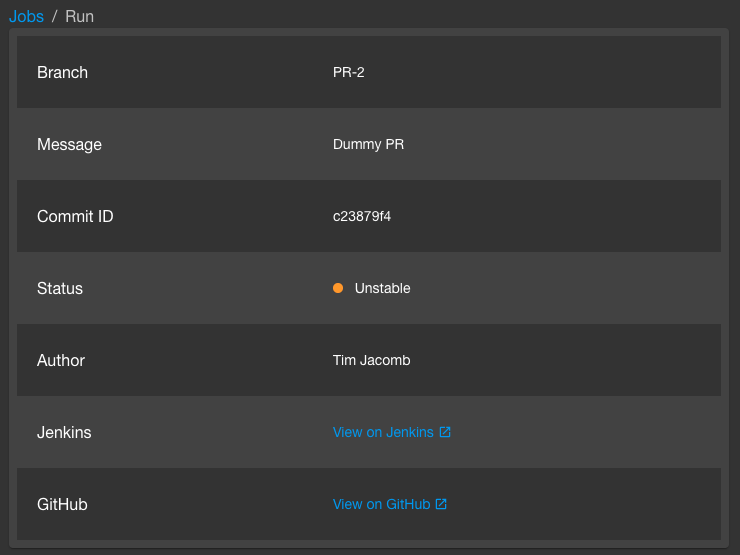 Jobs / Run
Branch PR-2
Message Dummy PR
Commit ID c23879f4
Status Unstable
Author Tim Jacomb
Jenkins View on Jenkins
GitHub View on GitHub